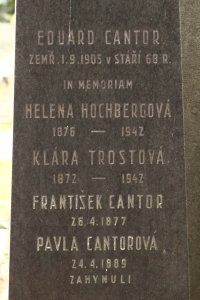 EDUARD CANTOR
ZEMŘ. 1.9.1905 V STÁŘÍ 68 R.
IN MEMORIAM
HELENA HOCHBERGOVÁ
1876 — 1942
KLÁRA TROSTOVÁ
1872 — 1942
FRANTIŠEK CANTOR
26.4.1877
PAVLA CANTOROVÁ
24.4.1889
ZAHYNULI